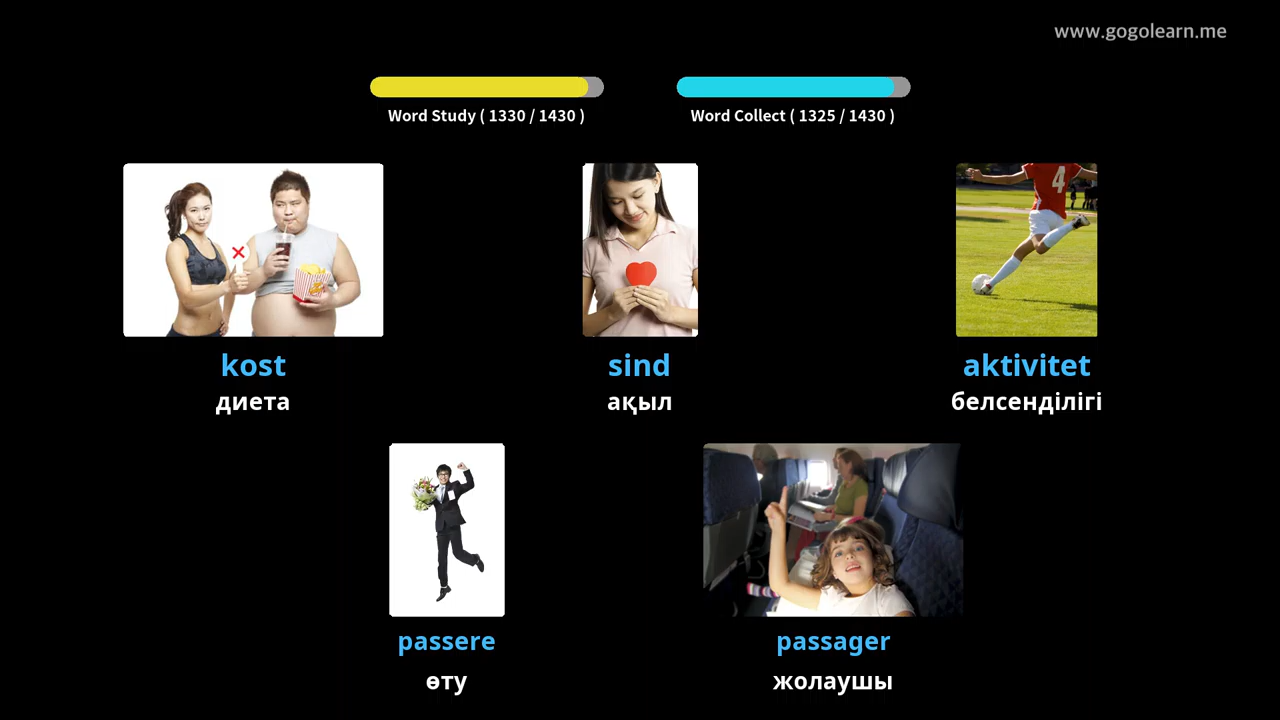 www.gogolearn.me
Word Study ( 1330 / 1430 )
Word Collect ( 1325 / 1430 )
kost
диета
sind
ақыл
aktivitet
белсенділігі
passere
өту
passager
жолаушы